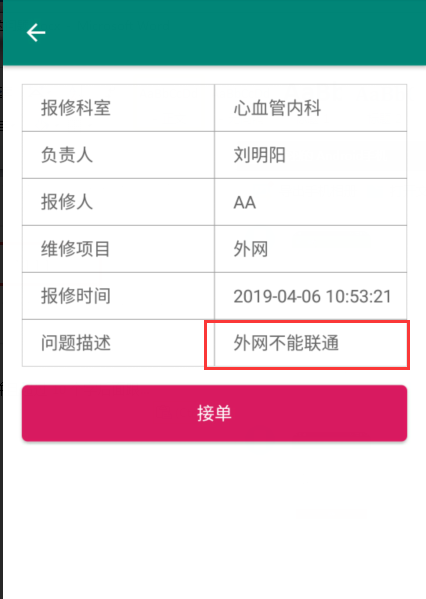 报修科室 心血管内科
负责人 刘明阳
报修人 AA
维修项目 外网
报修时间 2019-04-06 10:53:21
问题描述 外网不能联通
接单